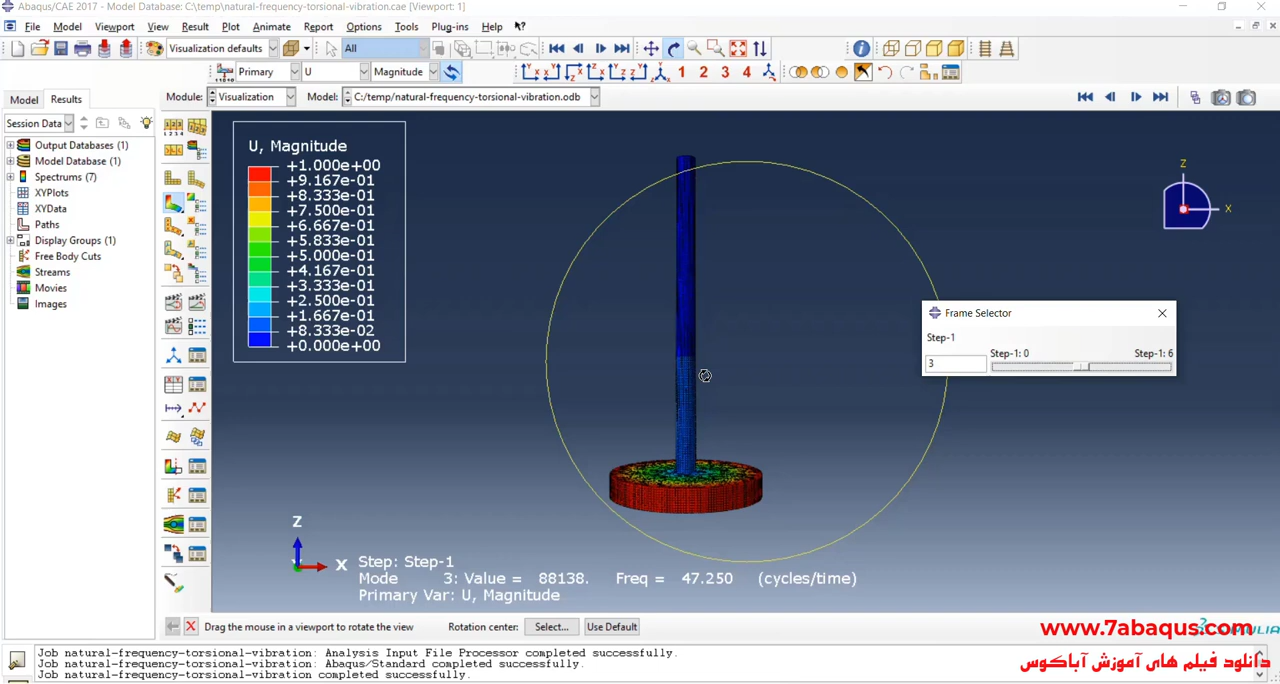 Abaqus/CAE 2017 - Model Database: C:\temp\natural-frequency-torsional-vibration.cae [Viewport: 1]
File Model Viewport View Result Plot Animate Report Options Tools Plug-ins Help
Visualization defaults All
Primary U Magnitude 1 2 3 4
Model Results Module: Visualization Model: C:/temp/natural-frequency-torsional-vibration.odb
Session Data
Output Databases (1)
Model Database (1)
Spectrums (7)
XYPlots
XYData
Paths
Display Groups (1)
Free Body Cuts
Streams
Movies
Images
U, Magnitude
+1.000e+00
+9.167e-01
+8.333e-01
+7.500e-01
+6.667e-01
+5.833e-01
+5.000e-01
+4.167e-01
+3.333e-01
+2.500e-01
+1.667e-01
+8.333e-02
+0.000e+00
Z
X
Frame Selector
Step-1
Step-1: 0 Step-1: 6
3
Z
X
Step: Step-1
Mode 3: Value = 88138. Freq = 47.250 (cycles/time)
Primary Var: U, Magnitude
Drag the mouse in a viewport to rotate the view Rotation center: Select... Use Default
www.7abaqus.com
دانلود فیلم های آموزش آباکوس
Job natural-frequency-torsional-vibration: Analysis Input File Processor completed successfully.
Job natural-frequency-torsional-vibration: Abaqus/Standard completed successfully.
Job natural-frequency-torsional-vibration completed successfully.